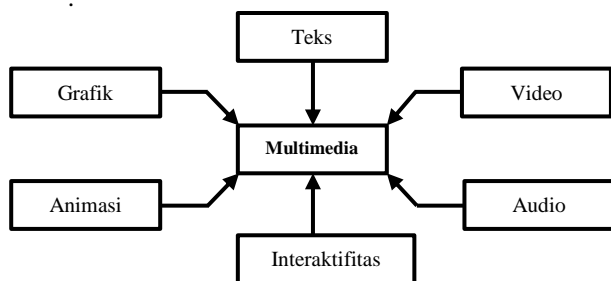 Teks
Grafik
Video
Multimedia
Animasi
Audio
Interaktifitas